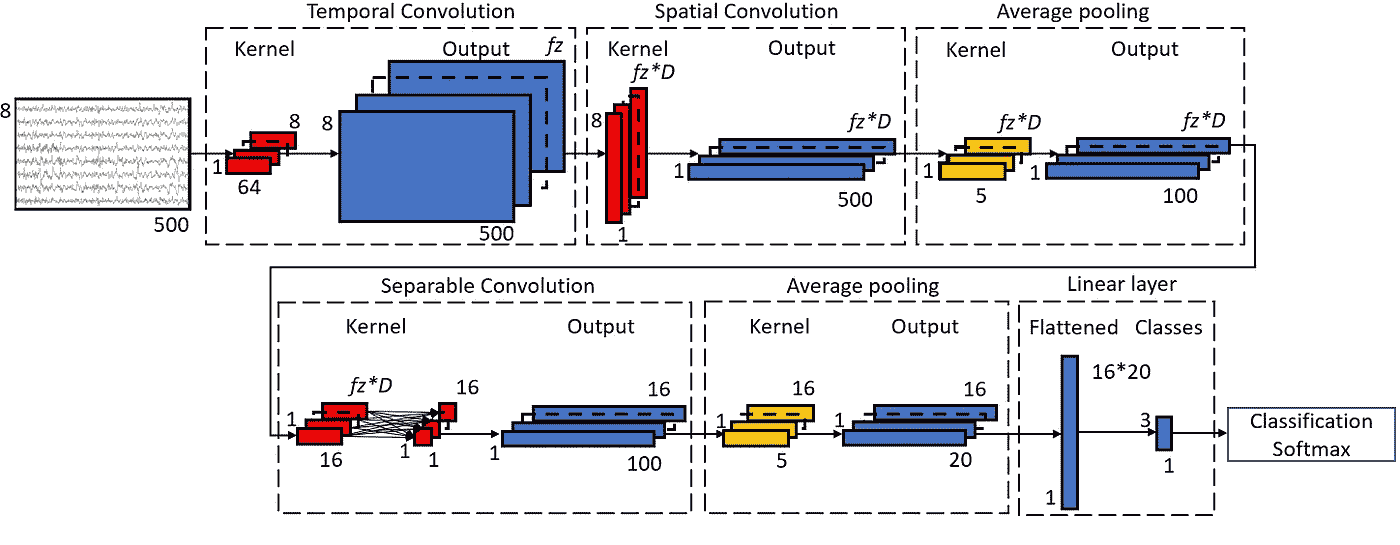 Temporal Convolution
Spatial Convolution
Average pooling
Kernel
Output
fz
Kernel
Output
Kernel
Output
fz*D
8
8
8
8
fz*D
fz*D
fz*D
1
64
1
1
1
1
500
500
1
500
5
100
Separable Convolution
Average pooling
Linear layer
Kernel
Output
Kernel
Output
Flattened
Classes
fz*D
16
16
16
16
16*20
1
1
1
3
Classification
Softmax
16
1
1
1
100
5
20
1
1